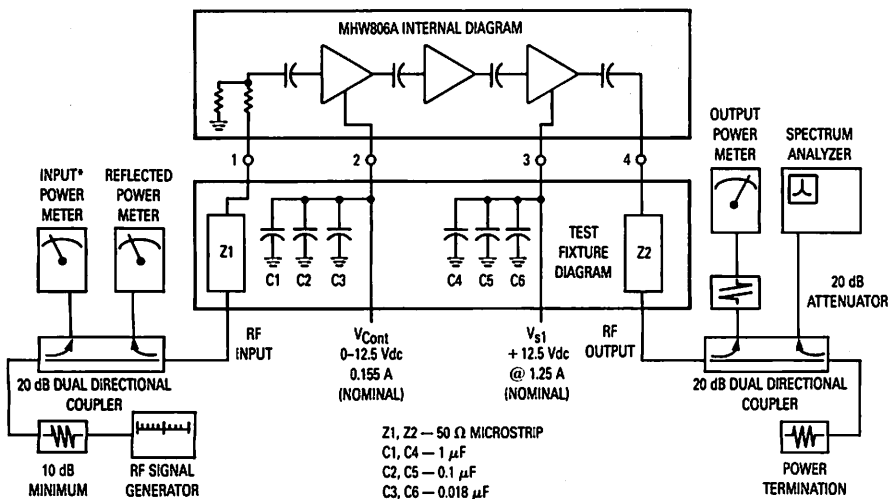 MHW806A INTERNAL DIAGRAM
1
2
3
4
INPUT*
POWER
METER
REFLECTED
POWER
METER
OUTPUT
POWER
METER
SPECTRUM
ANALYZER
Z1
C1
C2
C3
C4
C5
C6
TEST
FIXTURE
DIAGRAM
Z2
20 dB
ATTENUATOR
RF
INPUT
VCont
0–12.5 Vdc
0.155 A
(NOMINAL)
Vs1
+ 12.5 Vdc
@ 1.25 A
(NOMINAL)
RF
OUTPUT
20 dB DUAL DIRECTIONAL
COUPLER
20 dB DUAL DIRECTIONAL
COUPLER
10 dB
MINIMUM
RF SIGNAL
GENERATOR
Z1, Z2 — 50 Ω MICROSTRIP
C1, C4 — 1 μF
C2, C5 — 0.1 μF
C3, C6 — 0.018 μF
POWER
TERMINATION